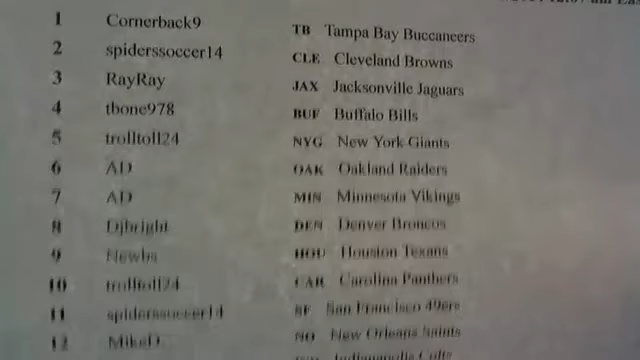 1 Cornerback9 TB Tampa Bay Buccaneers
2 spiderssoccer14 CLE Cleveland Browns
3 RayRay JAX Jacksonville Jaguars
4 tbone978 BUF Buffalo Bills
5 trolltoll24 NYG New York Giants
6 AD OAK Oakland Raiders
7 AD MIN Minnesota Vikings
8 Djbright DEN Denver Broncos
9 Newbs HOU Houston Texans
10 trolltoll24 CAR Carolina Panthers
11 spiderssoccer14 SF San Francisco 49ers
12 MikeD NO New Orleans Saints
Indianapolis Colts